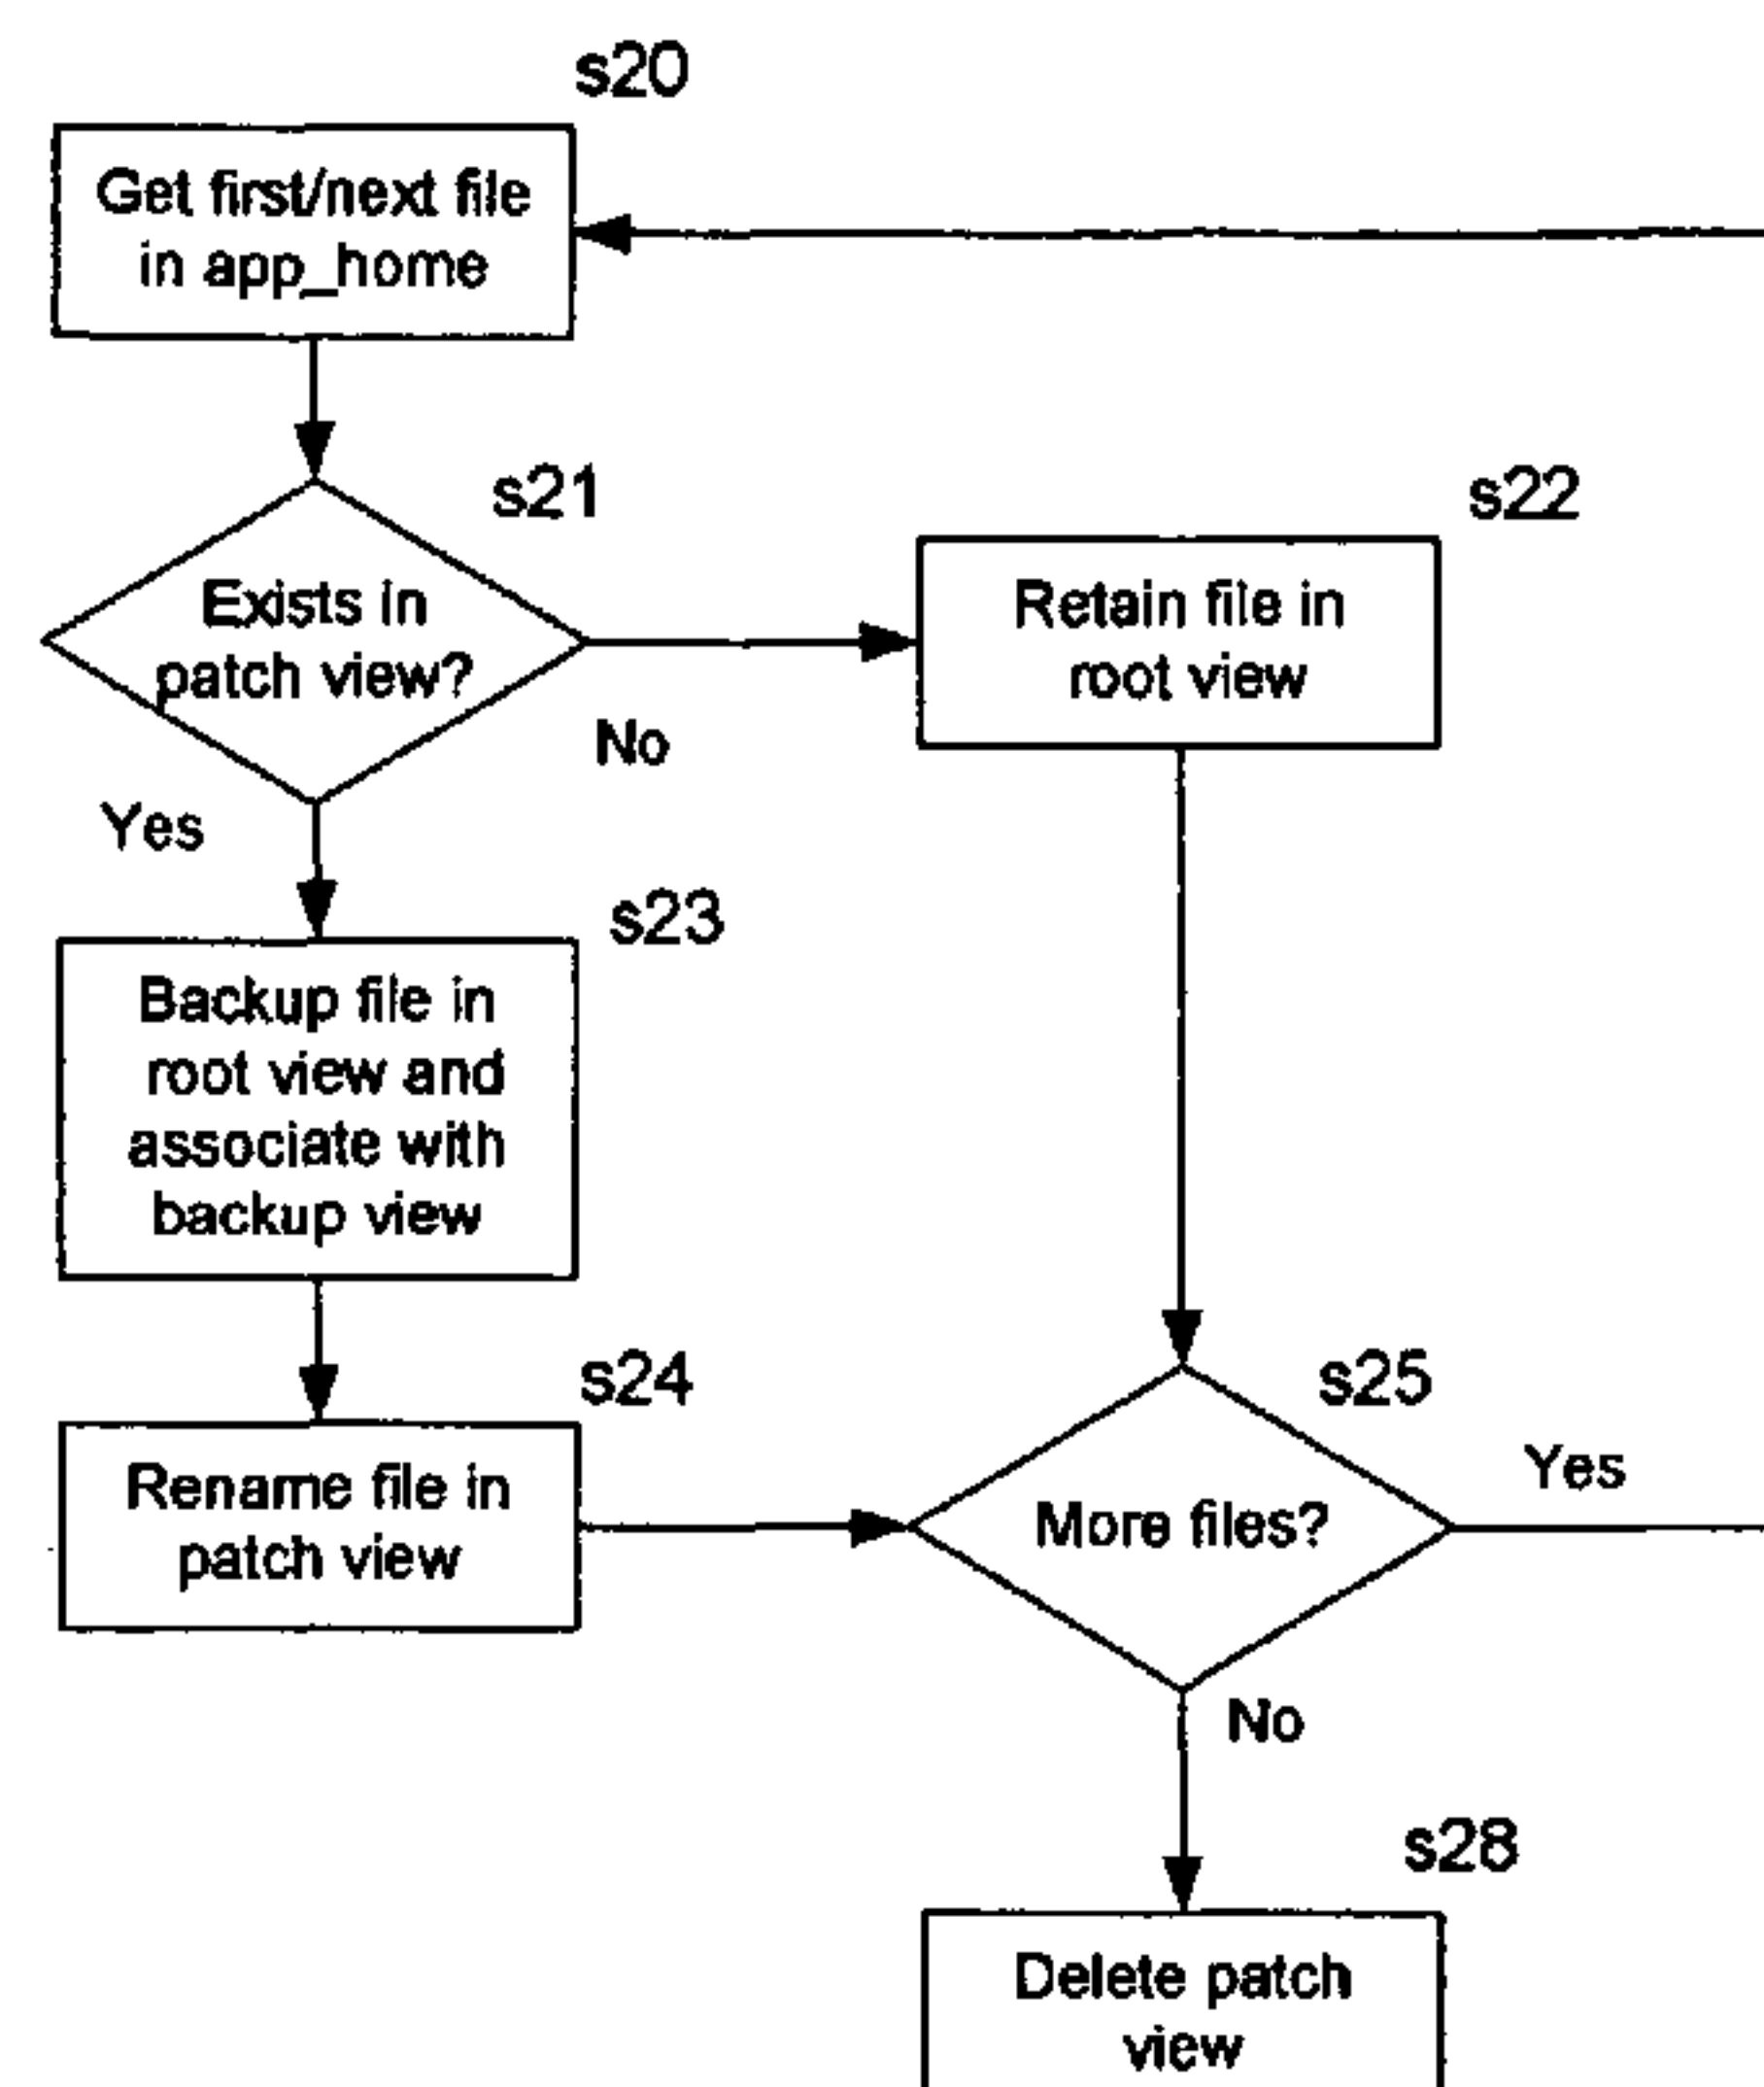 s20
Get first/next file
in app_home
s21
Exists in
patch view?
No
Yes
s22
Retain file in
root view
s23
Backup file in
root view and
associate with
backup view
s24
Rename file in
patch view
s25
More files?
Yes
No
s28
Delete patch
view